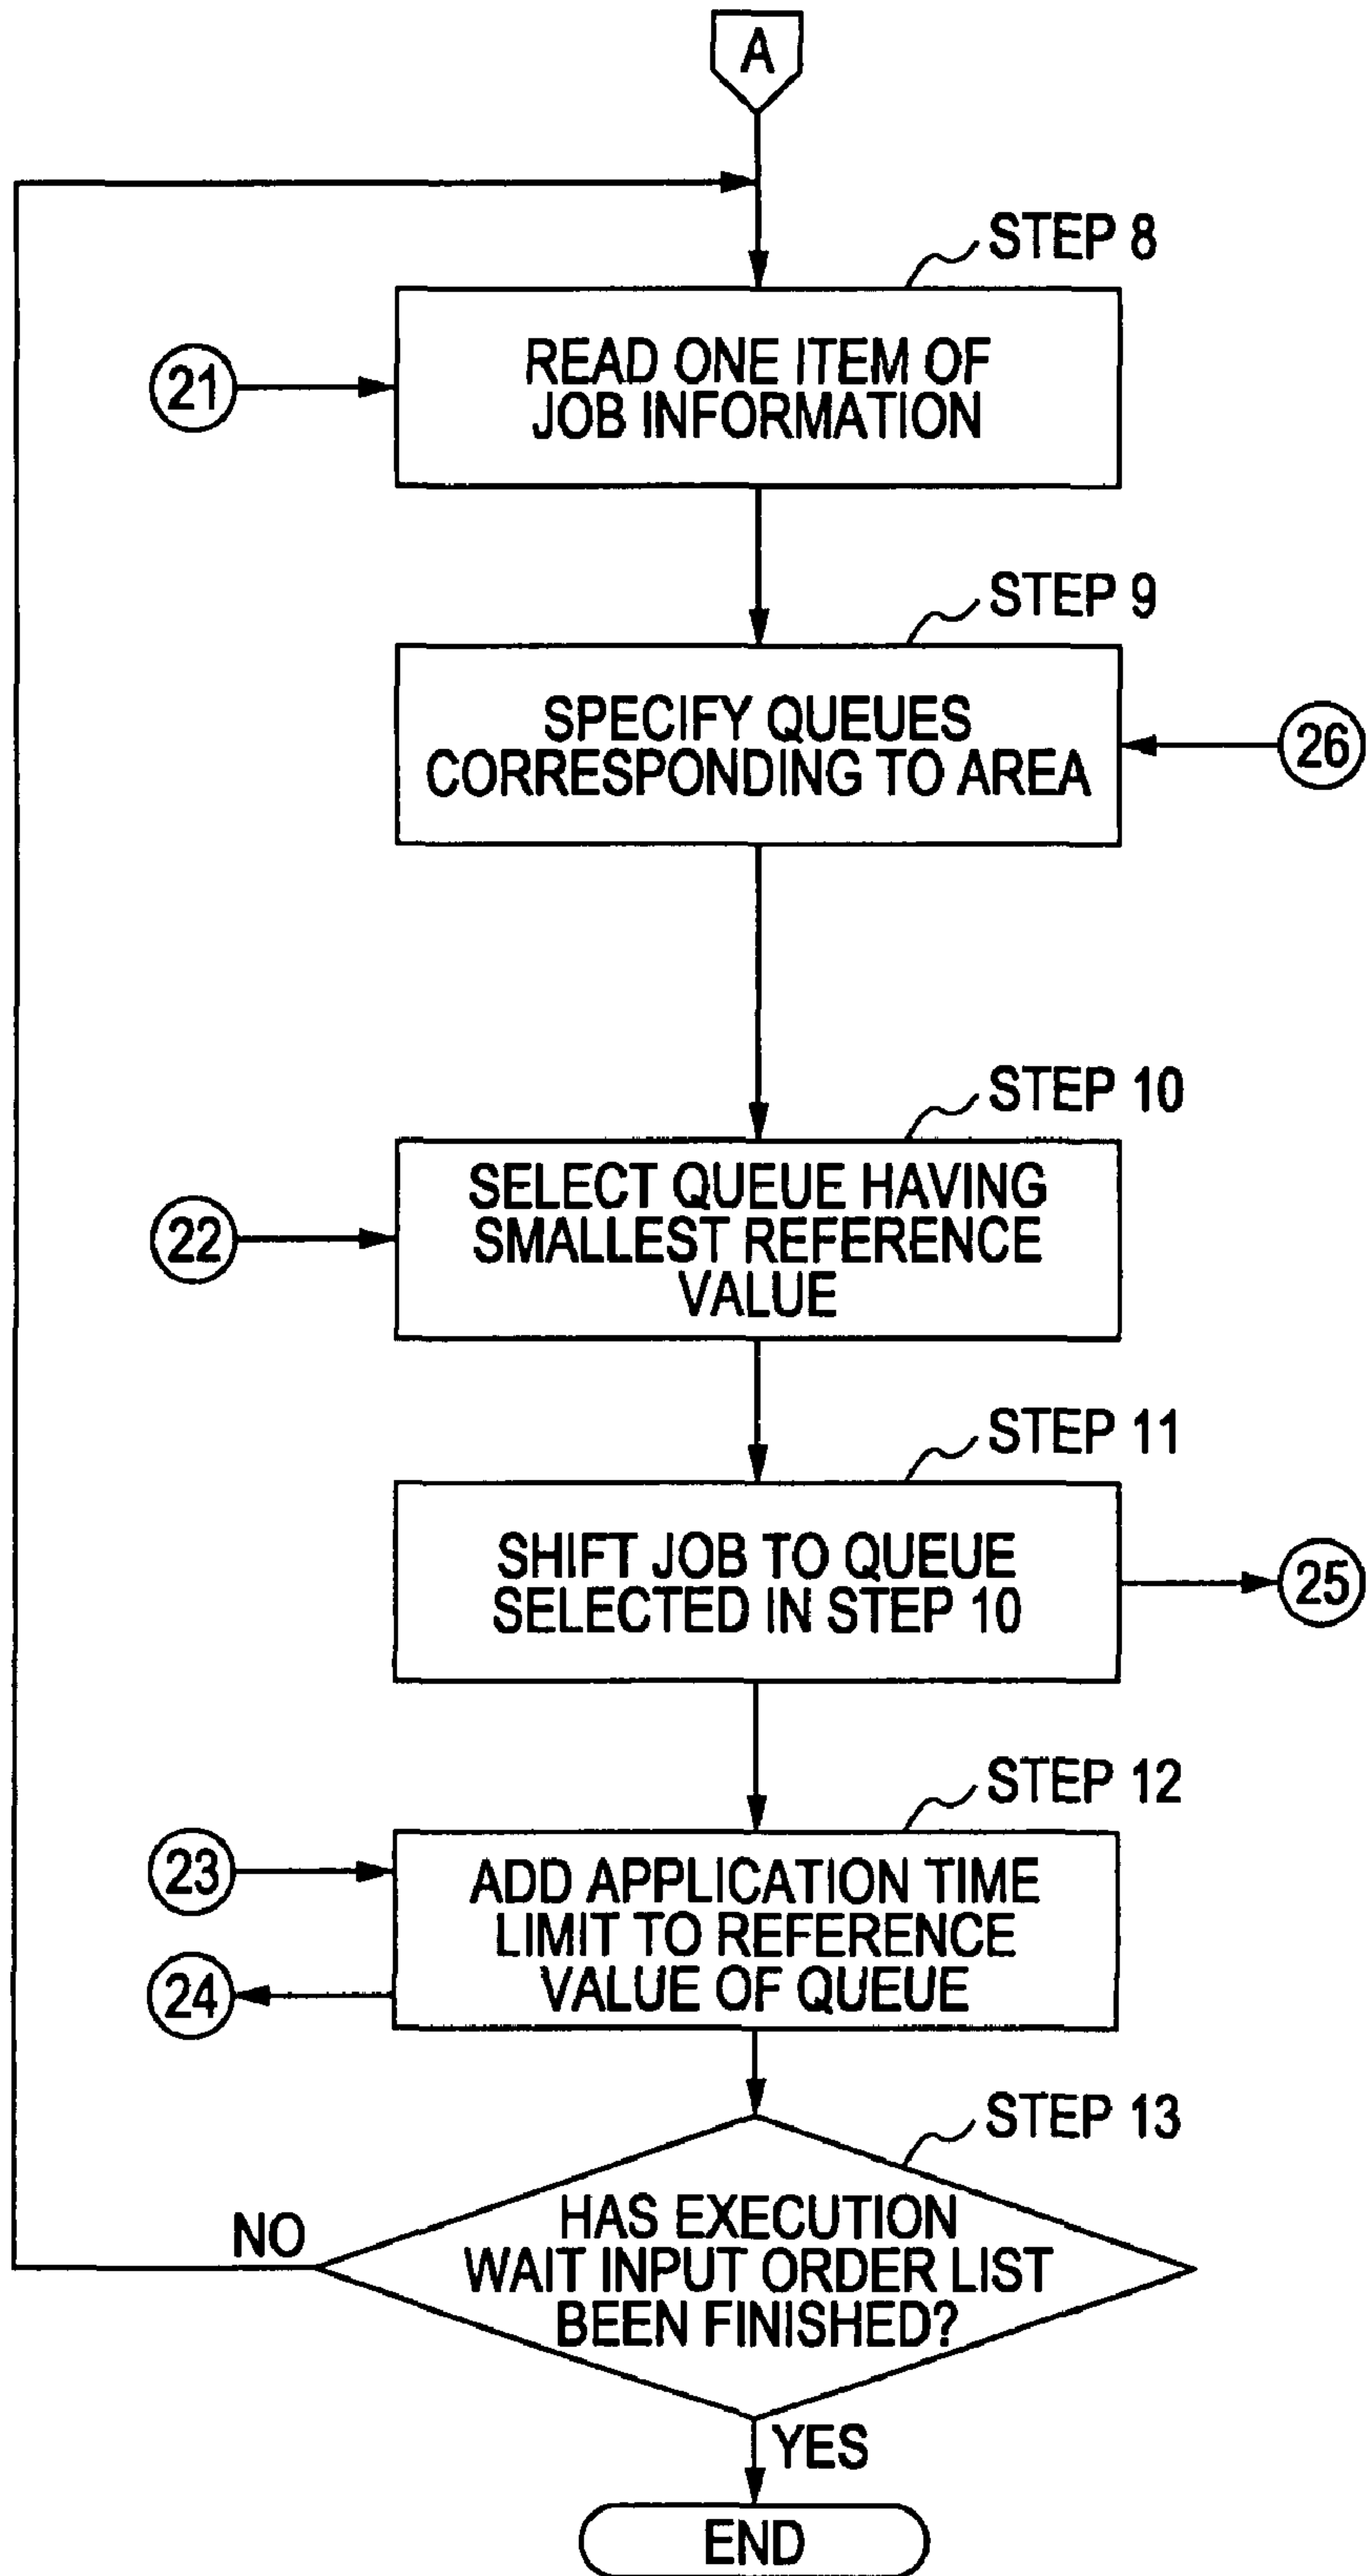 A
STEP 8
21
READ ONE ITEM OF
JOB INFORMATION
STEP 9
SPECIFY QUEUES
CORRESPONDING TO AREA
26
STEP 10
22
SELECT QUEUE HAVING
SMALLEST REFERENCE
VALUE
STEP 11
SHIFT JOB TO QUEUE
SELECTED IN STEP 10
25
STEP 12
23
ADD APPLICATION TIME
LIMIT TO REFERENCE
VALUE OF QUEUE
24
STEP 13
NO
HAS EXECUTION
WAIT INPUT ORDER LIST
BEEN FINISHED?
YES
END